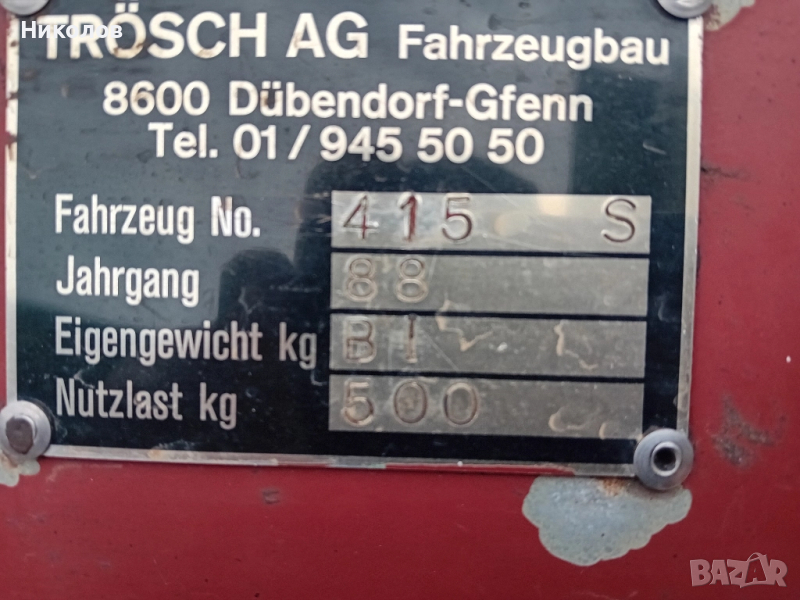 Николов
TRÖSCH AG Fahrzeugbau
8600 Dübendorf-Gfenn
Tel. 01/945 50 50
Fahrzeug No. 415 S
Jahrgang 88
Eigengewicht kg BI
Nutzlast kg 500
BAZAR